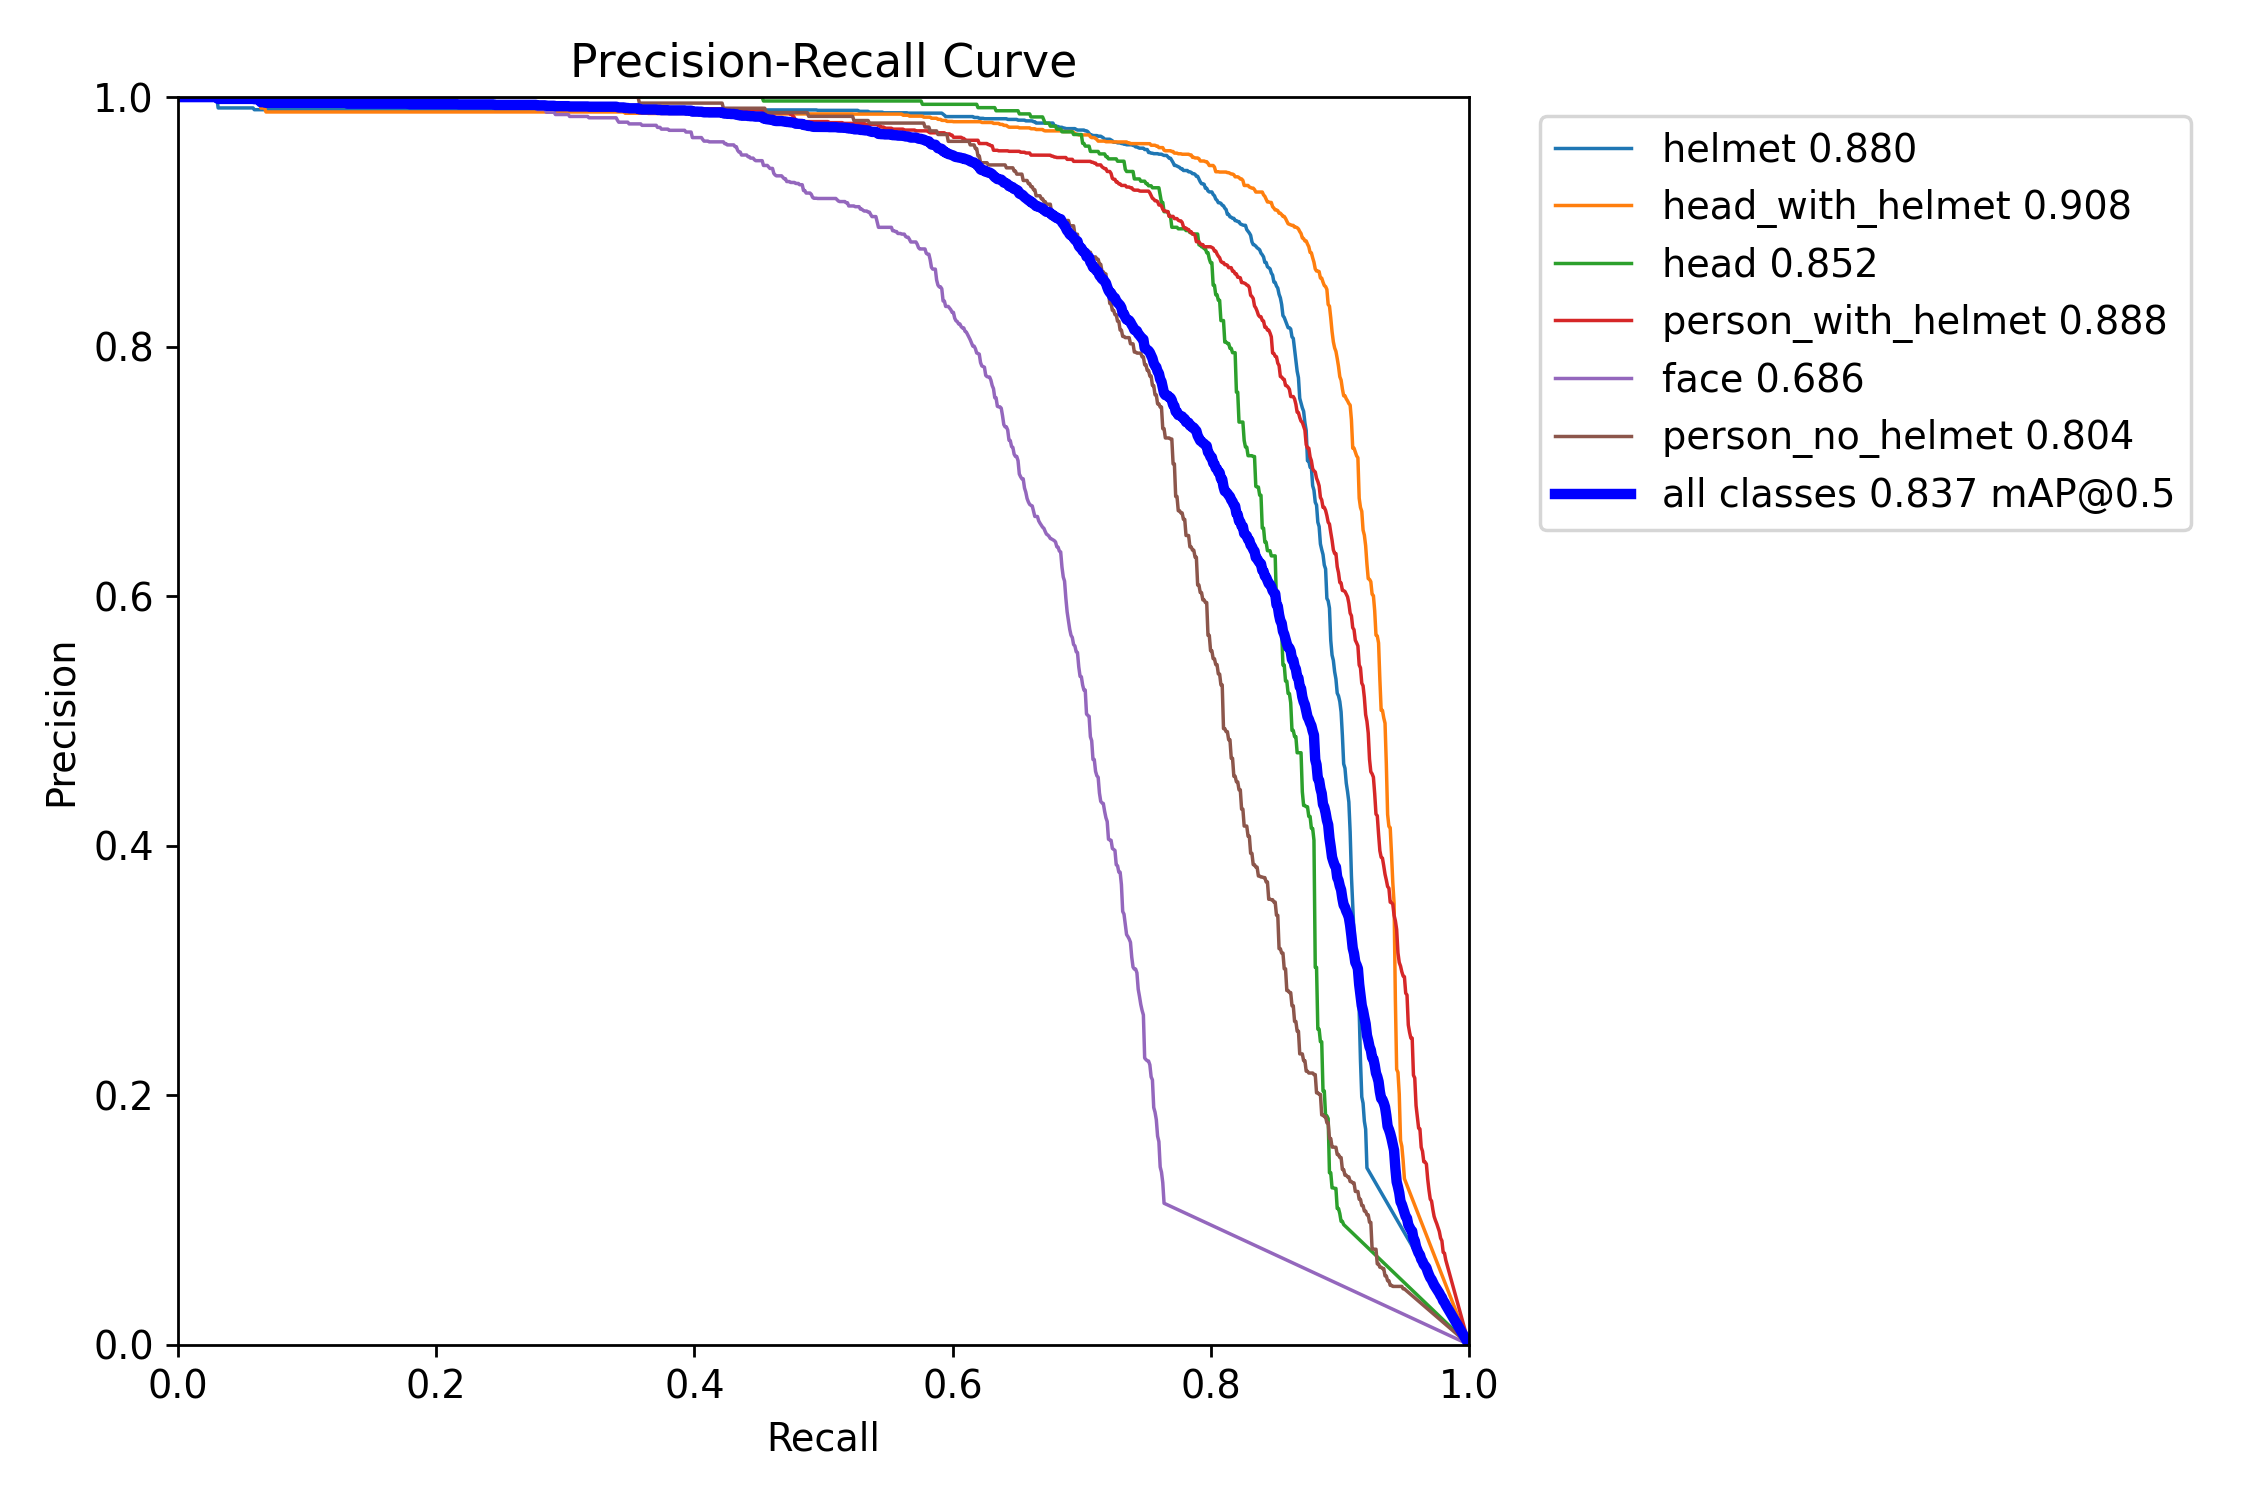 Precision-Recall Curve
1.0
0.8
0.6
0.4
0.2
0.0
Precision
0.0 0.2 0.4 0.6 0.8 1.0
Recall
helmet 0.880
head_with_helmet 0.908
head 0.852
person_with_helmet 0.888
face 0.686
person_no_helmet 0.804
all classes 0.837 mAP@0.5